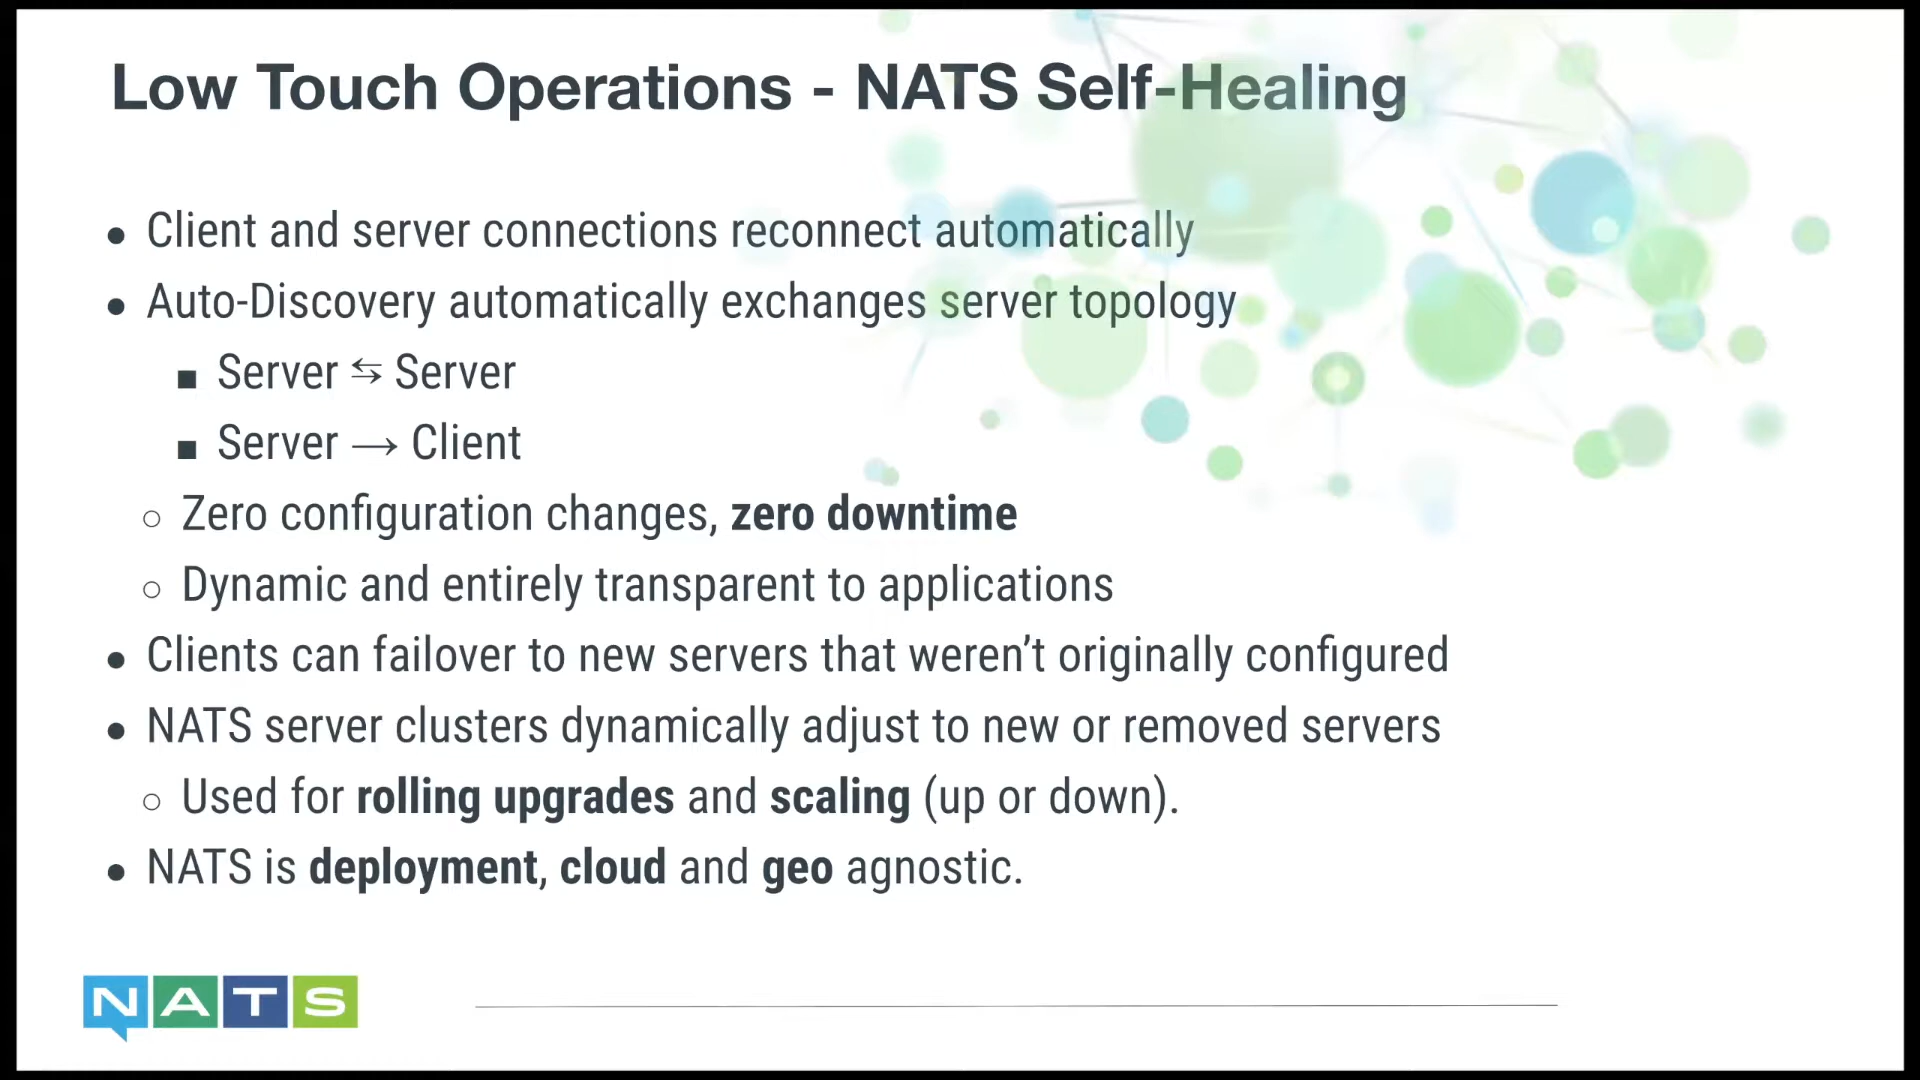 Low Touch Operations - NATS Self-Healing
● Client and server connections reconnect automatically
● Auto-Discovery automatically exchanges server topology
■ Server ⇆ Server
■ Server → Client
○ Zero configuration changes, zero downtime
○ Dynamic and entirely transparent to applications
● Clients can failover to new servers that weren’t originally configured
● NATS server clusters dynamically adjust to new or removed servers
○ Used for rolling upgrades and scaling (up or down).
● NATS is deployment, cloud and geo agnostic.
NATS